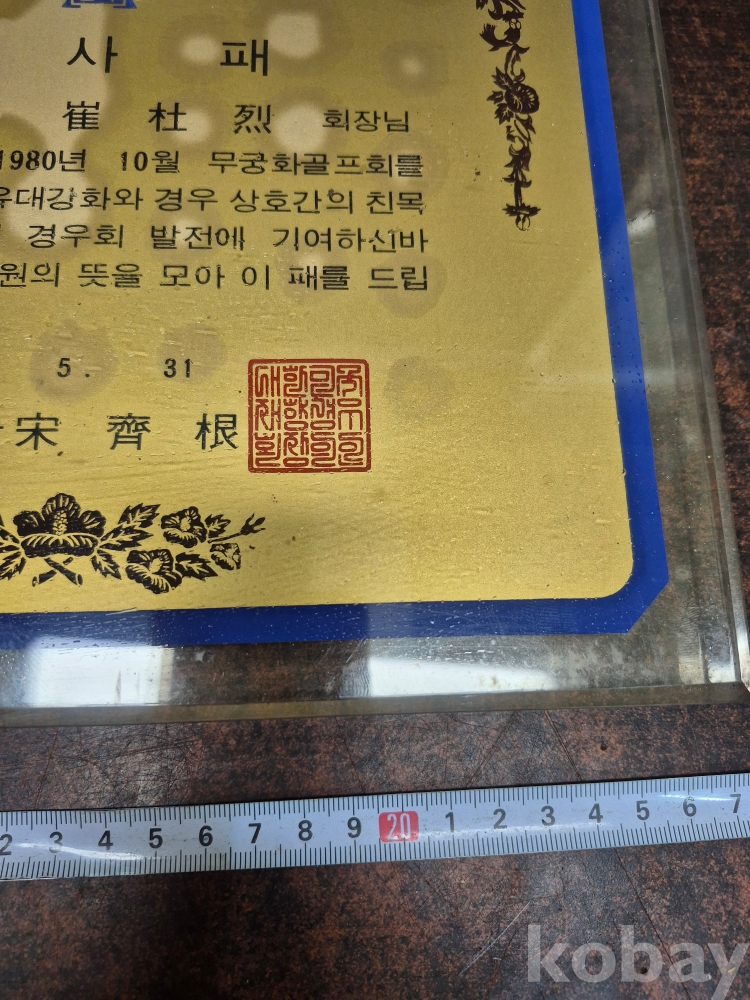 사 패
崔 杜 烈 회장님
1980년 10월 무궁화골프회를
유대강화와 경우 상호간의 친목
경우회 발전에 기여하신바
원의 뜻을 모아 이 패를 드립
5. 31
宋 齊 根
2 3 4 5 6 7 8 9 20 1 2 3 4 5 6 7
kobay